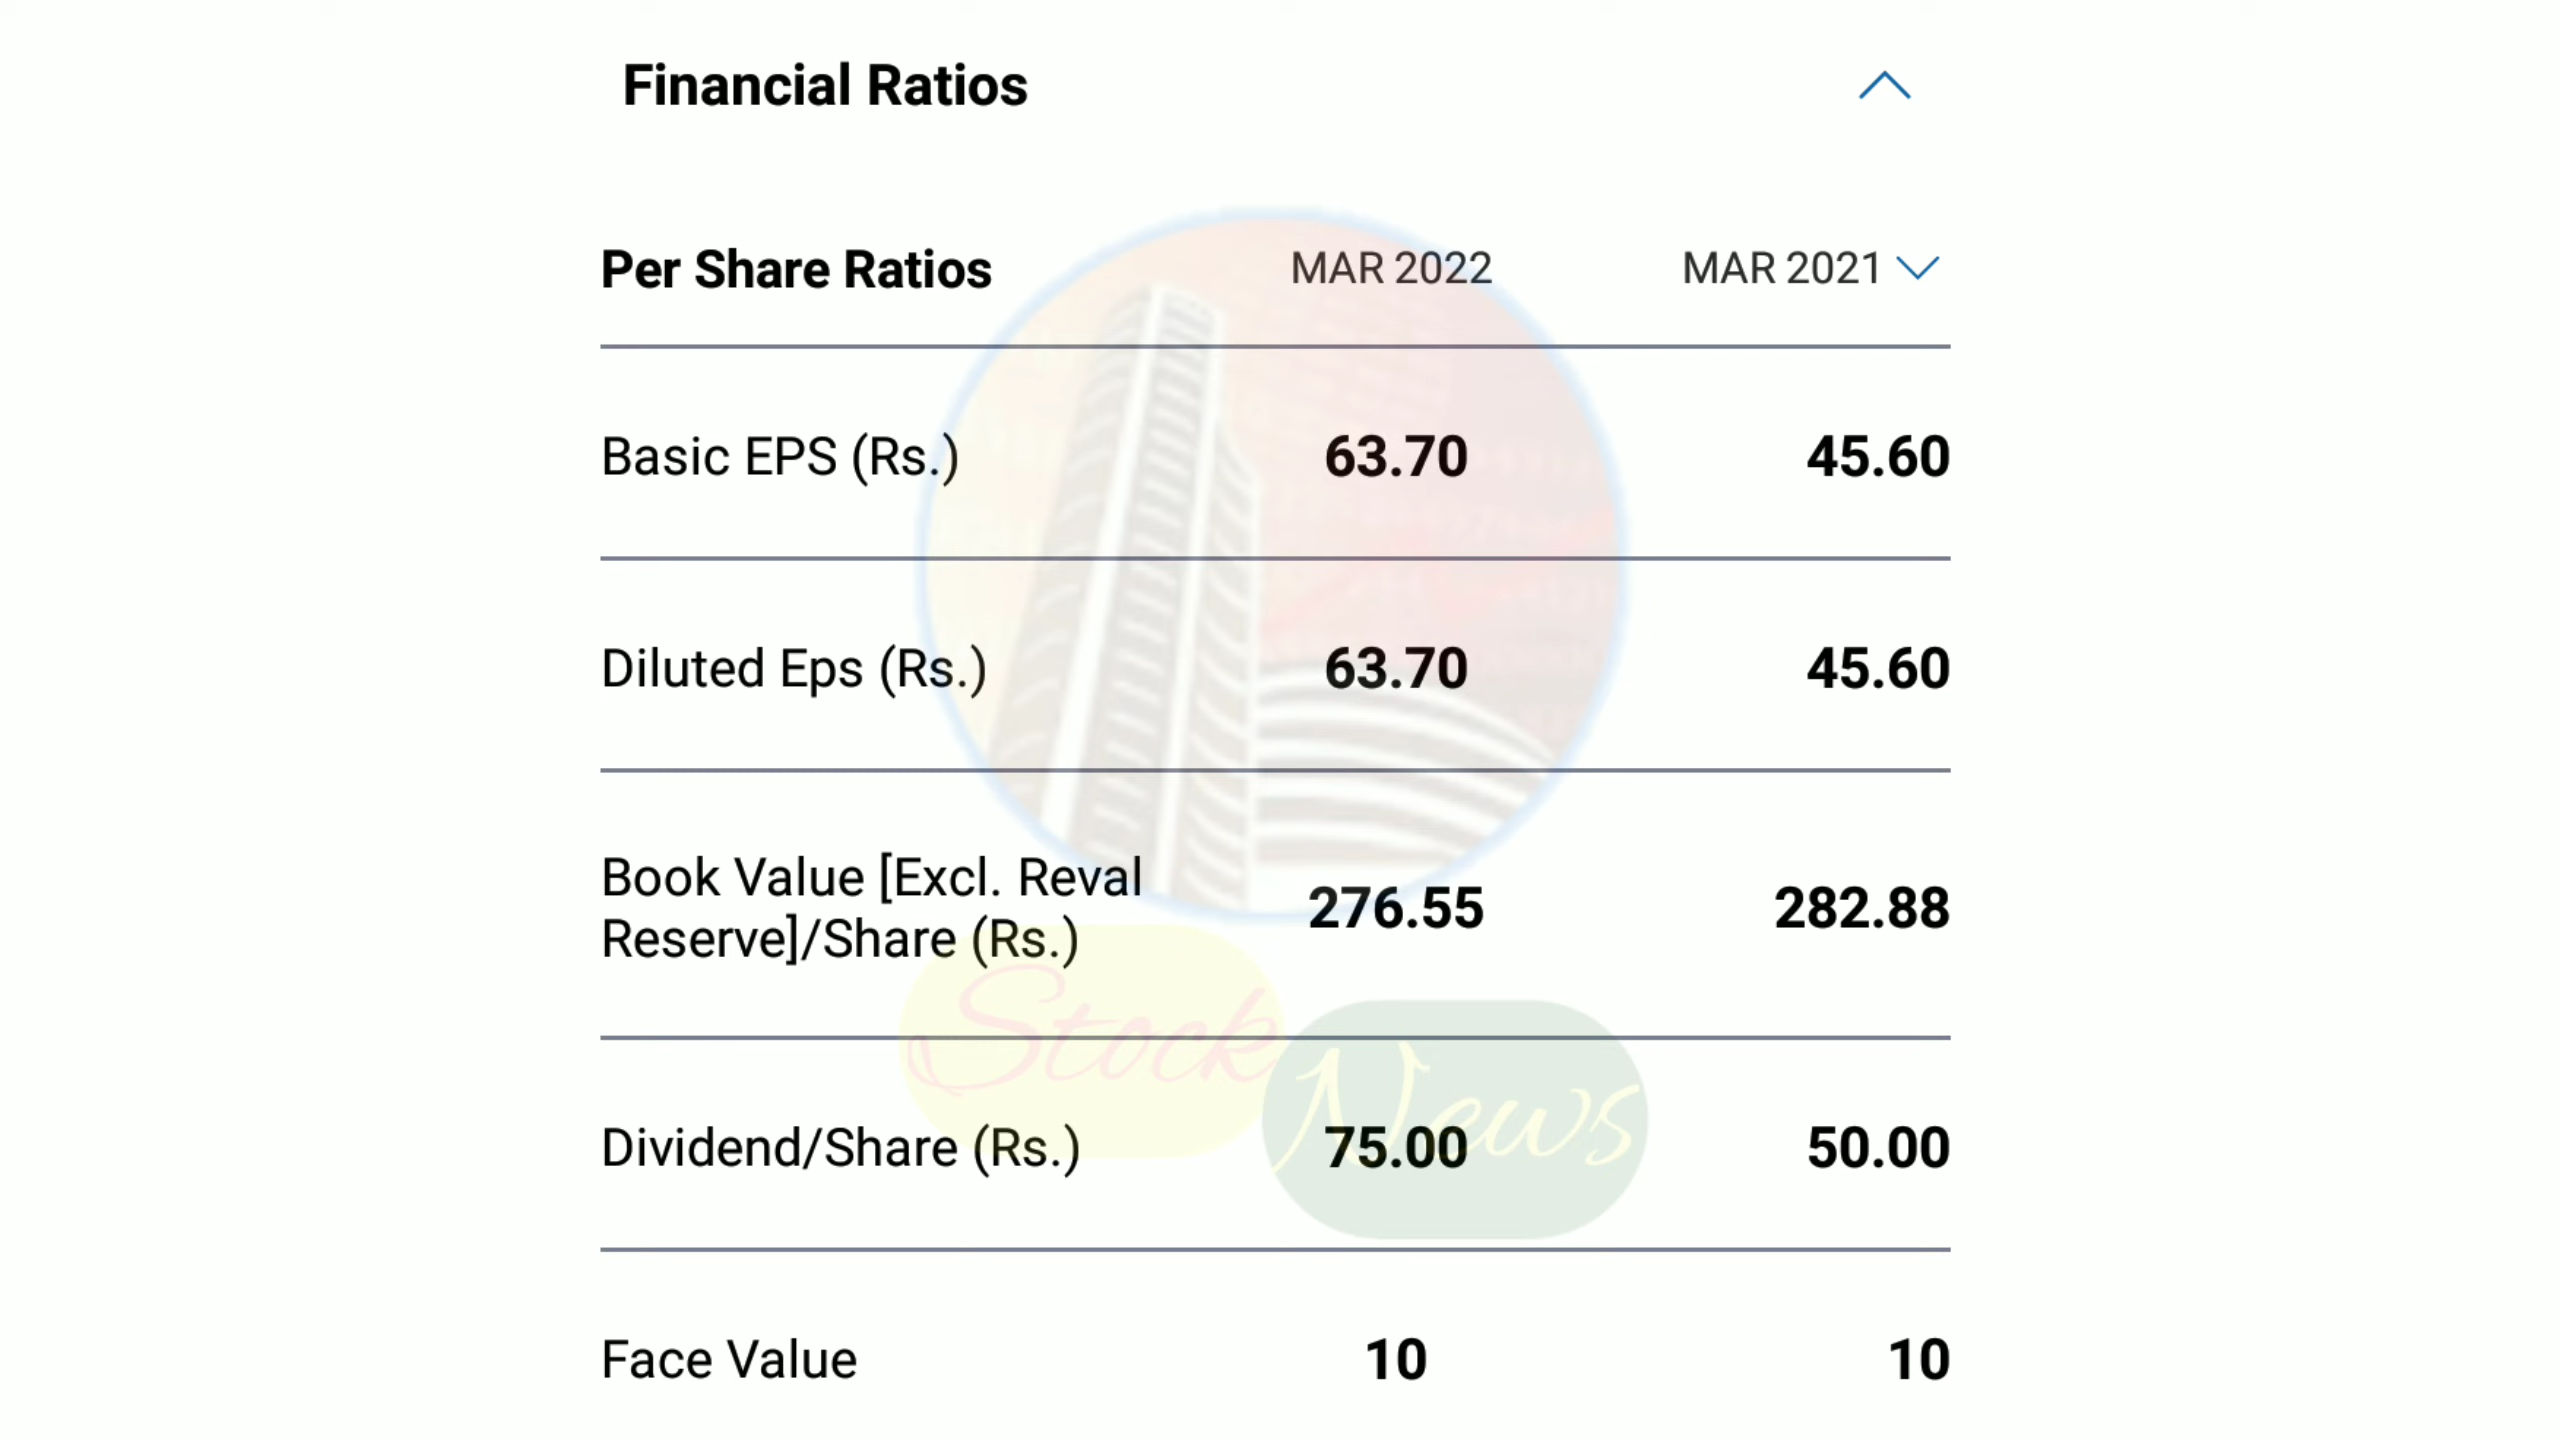 Financial Ratios
Per Share Ratios MAR 2022 MAR 2021
Basic EPS (Rs.) 63.70 45.60
Diluted Eps (Rs.) 63.70 45.60
Book Value [Excl. Reval
Reserve]/Share (Rs.) 276.55 282.88
Stock
News
Dividend/Share (Rs.) 75.00 50.00
Face Value 10 10